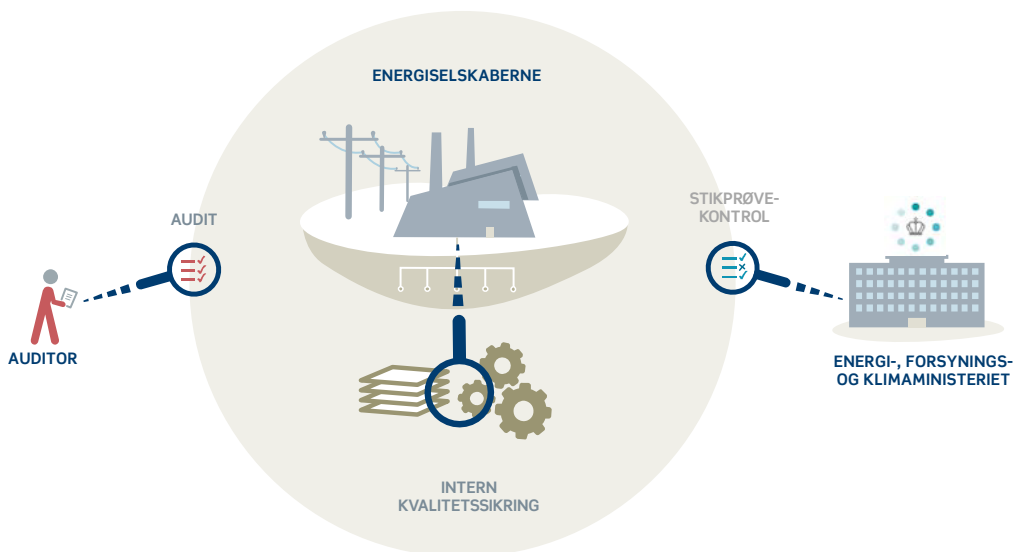 ENERGISELSKABERNE
AUDIT
STIKPRØVE-
KONTROL
AUDITOR
ENERGI-, FORSYNINGS-
OG KLIMAMINISTERIET
INTERN
KVALITETSSIKRING